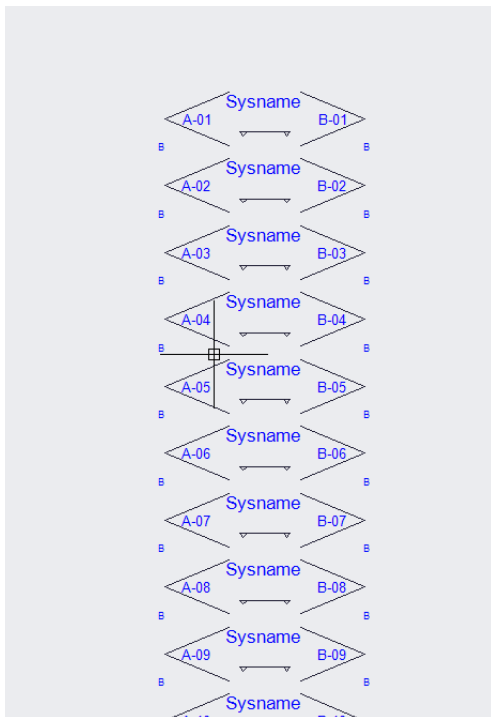 Sysname
A-01 B-01
B B
Sysname
A-02 B-02
B B
Sysname
A-03 B-03
B B
Sysname
A-04 B-04
B B
Sysname
A-05 B-05
B B
Sysname
A-06 B-06
B B
Sysname
A-07 B-07
B B
Sysname
A-08 B-08
B B
Sysname
A-09 B-09
B B
Sysname